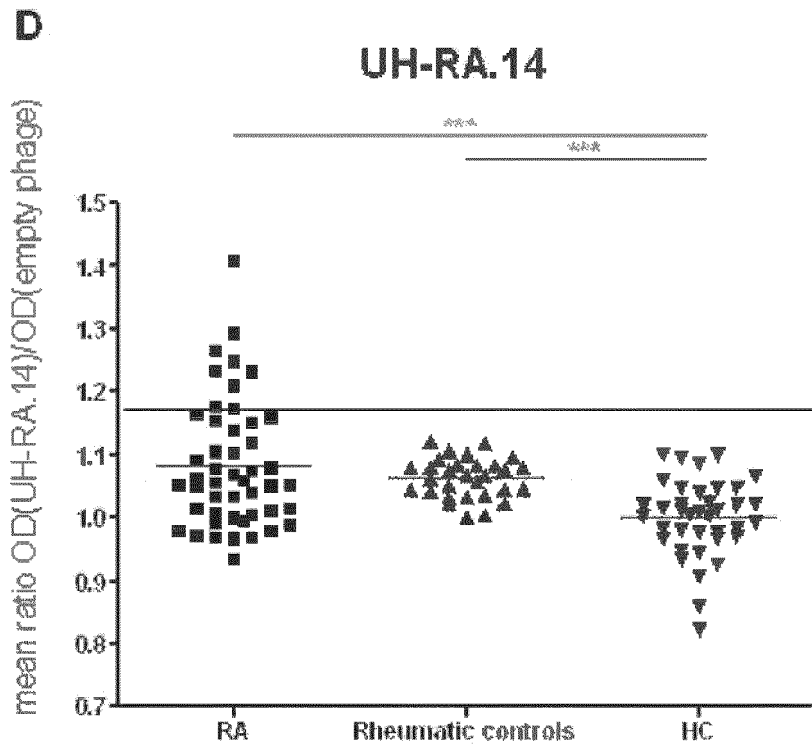 D
UH-RA.14
***
***
mean ratio OD(UH-RA.14)/OD(empty phage)
1.5
1.4
1.3
1.2
1.1
1.0
0.9
0.8
0.7
RA
Rheumatic controls
HC